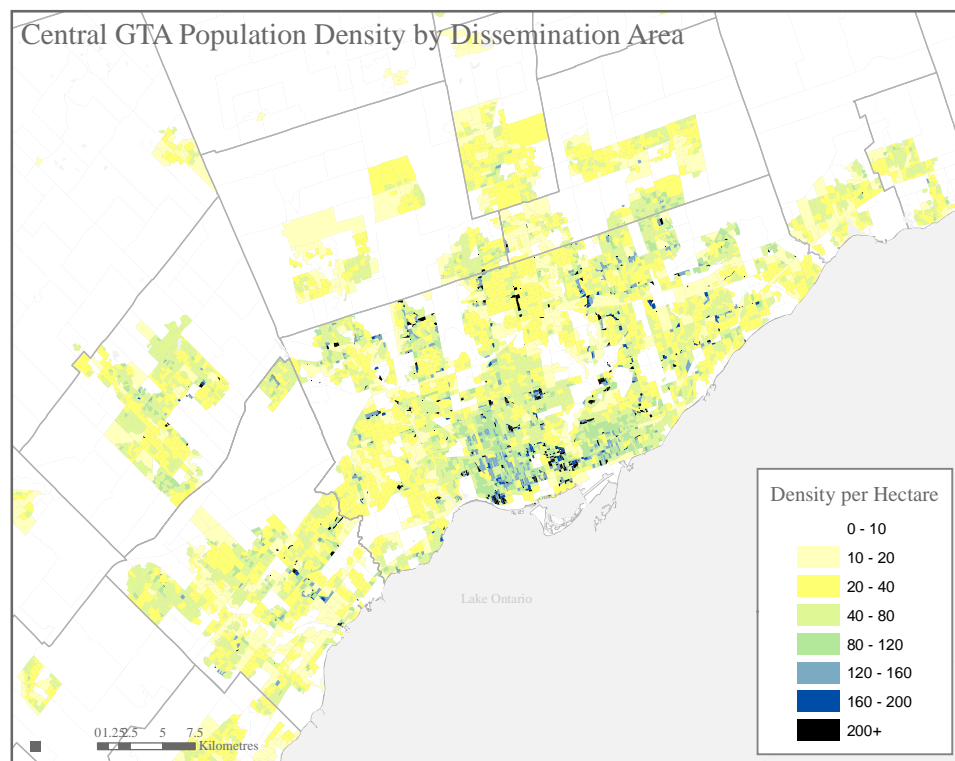 Central GTA Population Density by Dissemination Area
Lake Ontario
Density per Hectare
0 - 10
10 - 20
20 - 40
40 - 80
80 - 120
120 - 160
160 - 200
200+
0 1.25 2.5 5 7.5
Kilometres